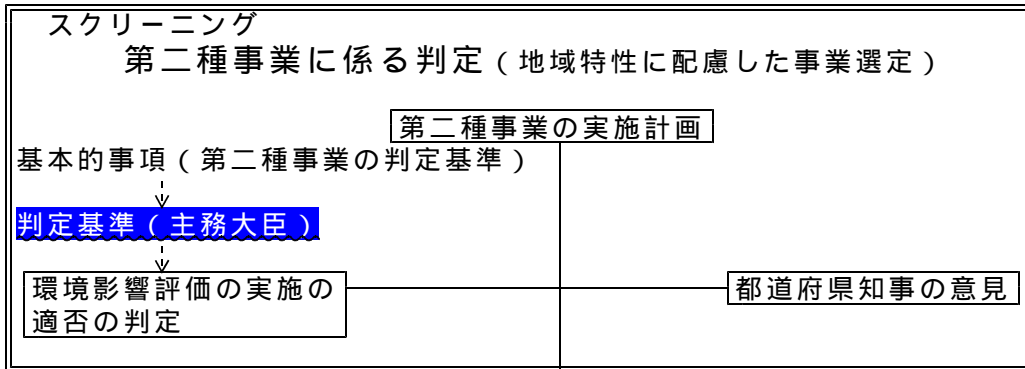 スクリーニング
第二種事業に係る判定(地域特性に配慮した事業選定)
第二種事業の実施計画
基本的事項(第二種事業の判定基準)
判定基準(主務大臣)
環境影響評価の実施の
適否の判定
都道府県知事の意見